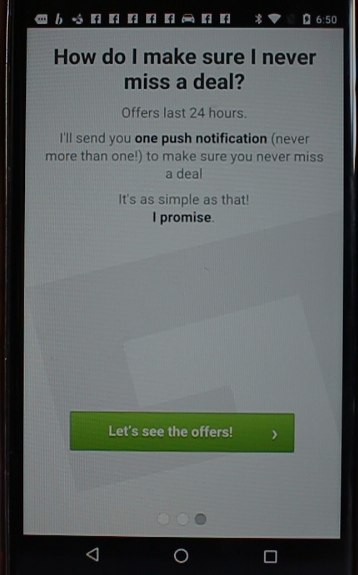 6:50
How do I make sure I never
miss a deal?
Offers last 24 hours.
I'll send you one push notification (never
more than one!) to make sure you never miss
a deal
It's as simple as that!
I promise.
Let's see the offers!